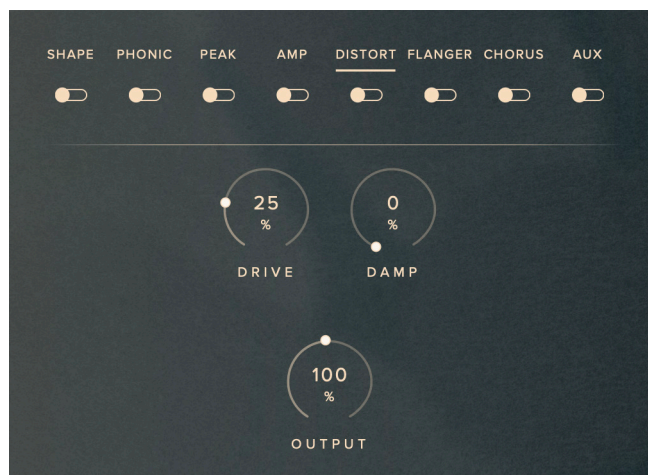 SHAPE PHONIC PEAK AMP DISTORT FLANGER CHORUS AUX
25 0
% %
DRIVE DAMP
100
%
OUTPUT